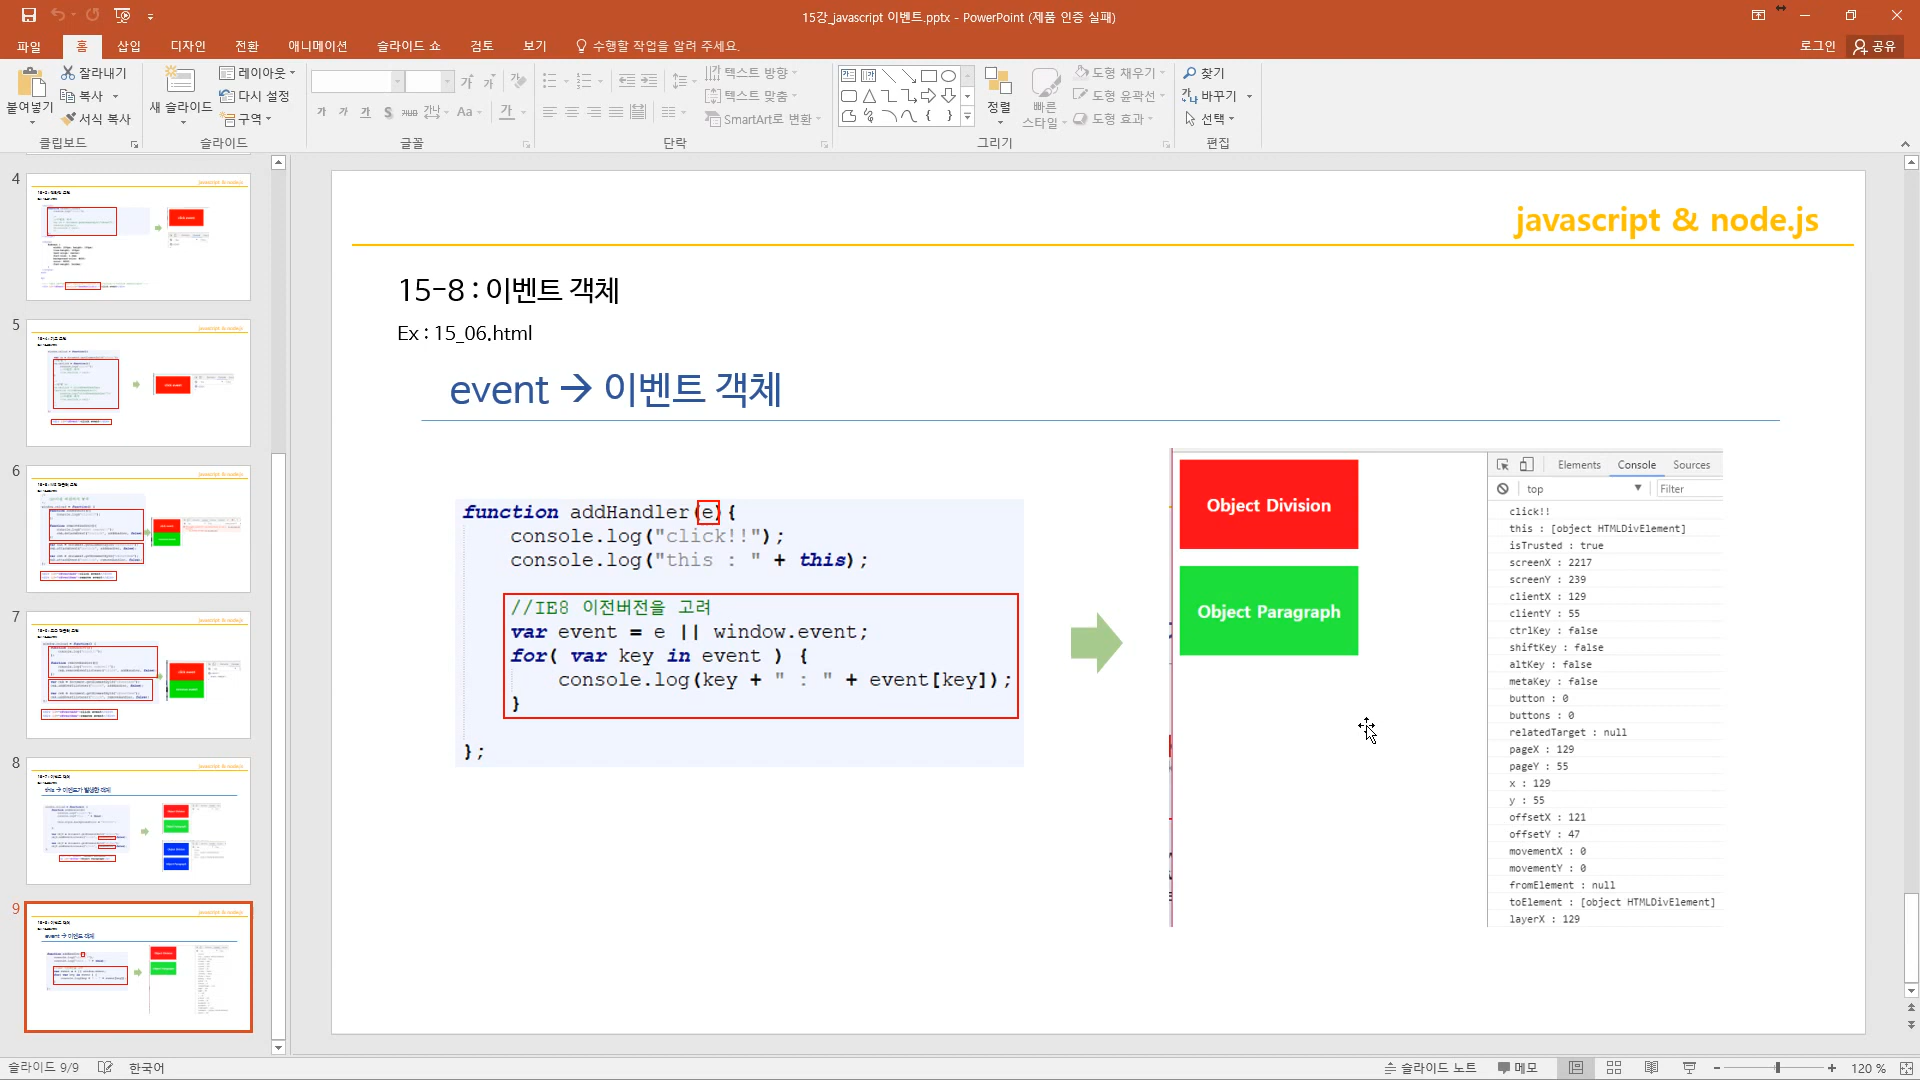 15강_javascript 이벤트.pptx - PowerPoint (제품 인증 실패)
파일 홈 삽입 디자인 전환 애니메이션 슬라이드 쇼 검토 보기 수행할 작업을 알려 주세요. 로그인 공유
붙여넣기
잘라내기
복사
서식 복사
클립보드
새 슬라이드
레이아웃
다시 설정
구역
슬라이드
글꼴
텍스트 방향
텍스트 맞춤
SmartArt로 변환
단락
정렬
빠른 스타일
도형 채우기
도형 윤곽선
도형 효과
그리기
찾기
바꾸기
선택
편집
4
5
6
7
8
9
javascript & node.js
15-8 : 이벤트 객체
Ex : 15_06.html
event → 이벤트 객체
function addHandler(e){
console.log("click!!");
console.log("this : " + this);
//IE8 이전버전을 고려
var event = e || window.event;
for( var key in event ) {
console.log(key + " : " + event[key]);
}
};
Object Division
Object Paragraph
Elements Console Sources
top Filter
click!!
this : [object HTMLDivElement]
isTrusted : true
screenX : 2217
screenY : 239
clientX : 129
clientY : 55
ctrlKey : false
shiftKey : false
altKey : false
metaKey : false
button : 0
buttons : 0
relatedTarget : null
pageX : 129
pageY : 55
x : 129
y : 55
offsetX : 121
offsetY : 47
movementX : 0
movementY : 0
fromElement : null
toElement : [object HTMLDivElement]
layerX : 129
슬라이드 9/9 한국어 슬라이드 노트 메모 120 %